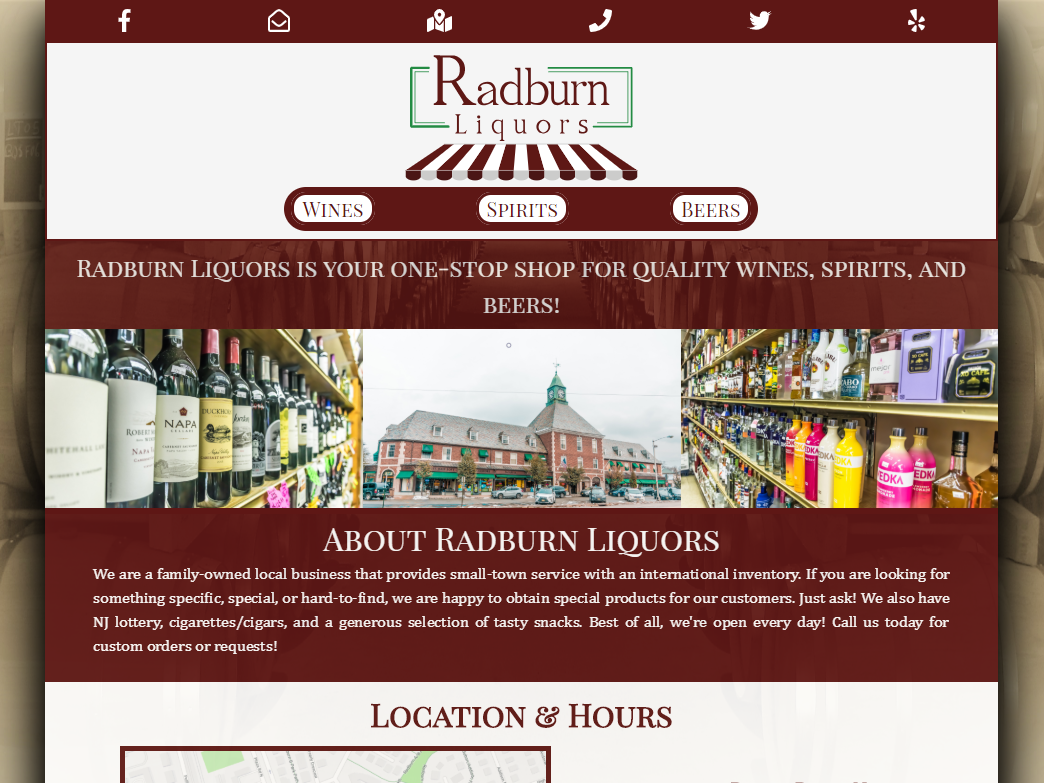 Radburn
Liquors
Wines
Spirits
Beers
Radburn Liquors is your one-stop shop for quality wines, spirits, and
beers!
NAPA
DUCKHORN
About Radburn Liquors
We are a family-owned local business that provides small-town service with an international inventory. If you are looking for
something specific, special, or hard-to-find, we are happy to obtain special products for our customers. Just ask! We also have
NJ lottery, cigarettes/cigars, and a generous selection of tasty snacks. Best of all, we're open every day! Call us today for
custom orders or requests!
Location & Hours